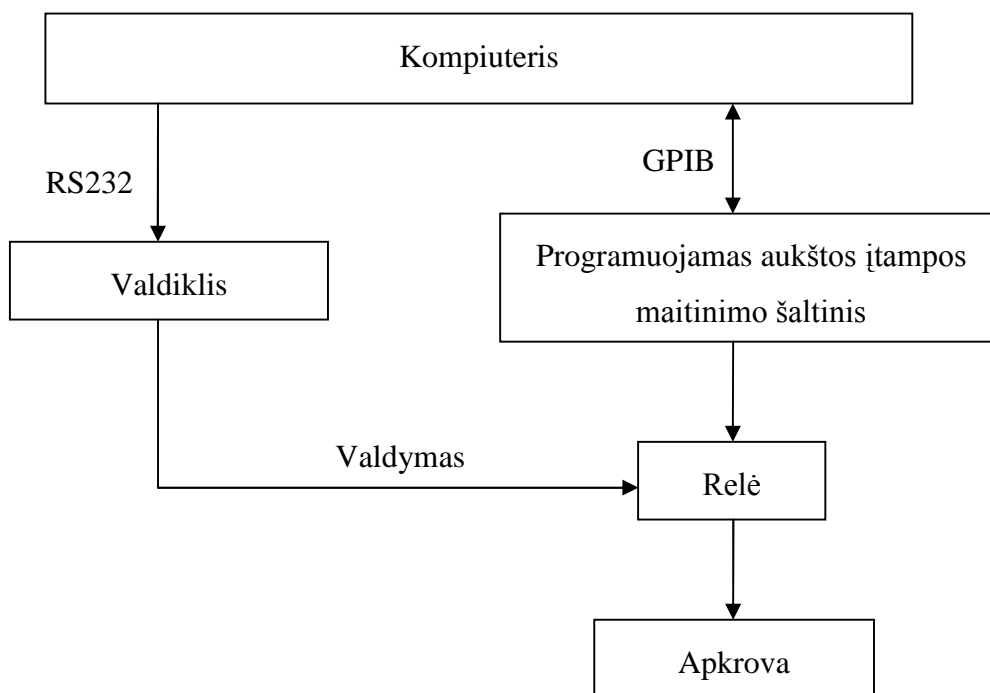 Kompiuteris
RS232
GPIB
Valdiklis
Programuojamas aukštos įtampos
maitinimo šaltinis
Valdymas
Relė
Apkrova